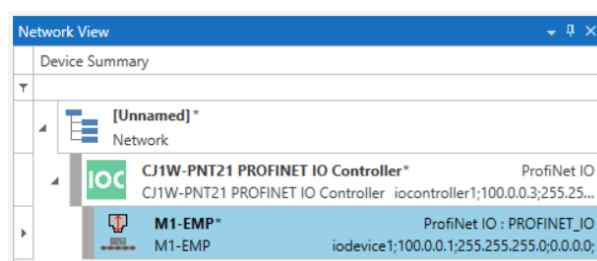 Network View
Device Summary
[Unnamed]*
Network
IOC
CJ1W-PNT21 PROFINET IO Controller* ProfiNet IO
CJ1W-PNT21 PROFINET IO Controller iocontroller1;100.0.0.3;255.25...
M1-EMP* ProfiNet IO : PROFINET_IO
M1-EMP iodevice1;100.0.0.1;255.255.255.0;0.0.0.0;